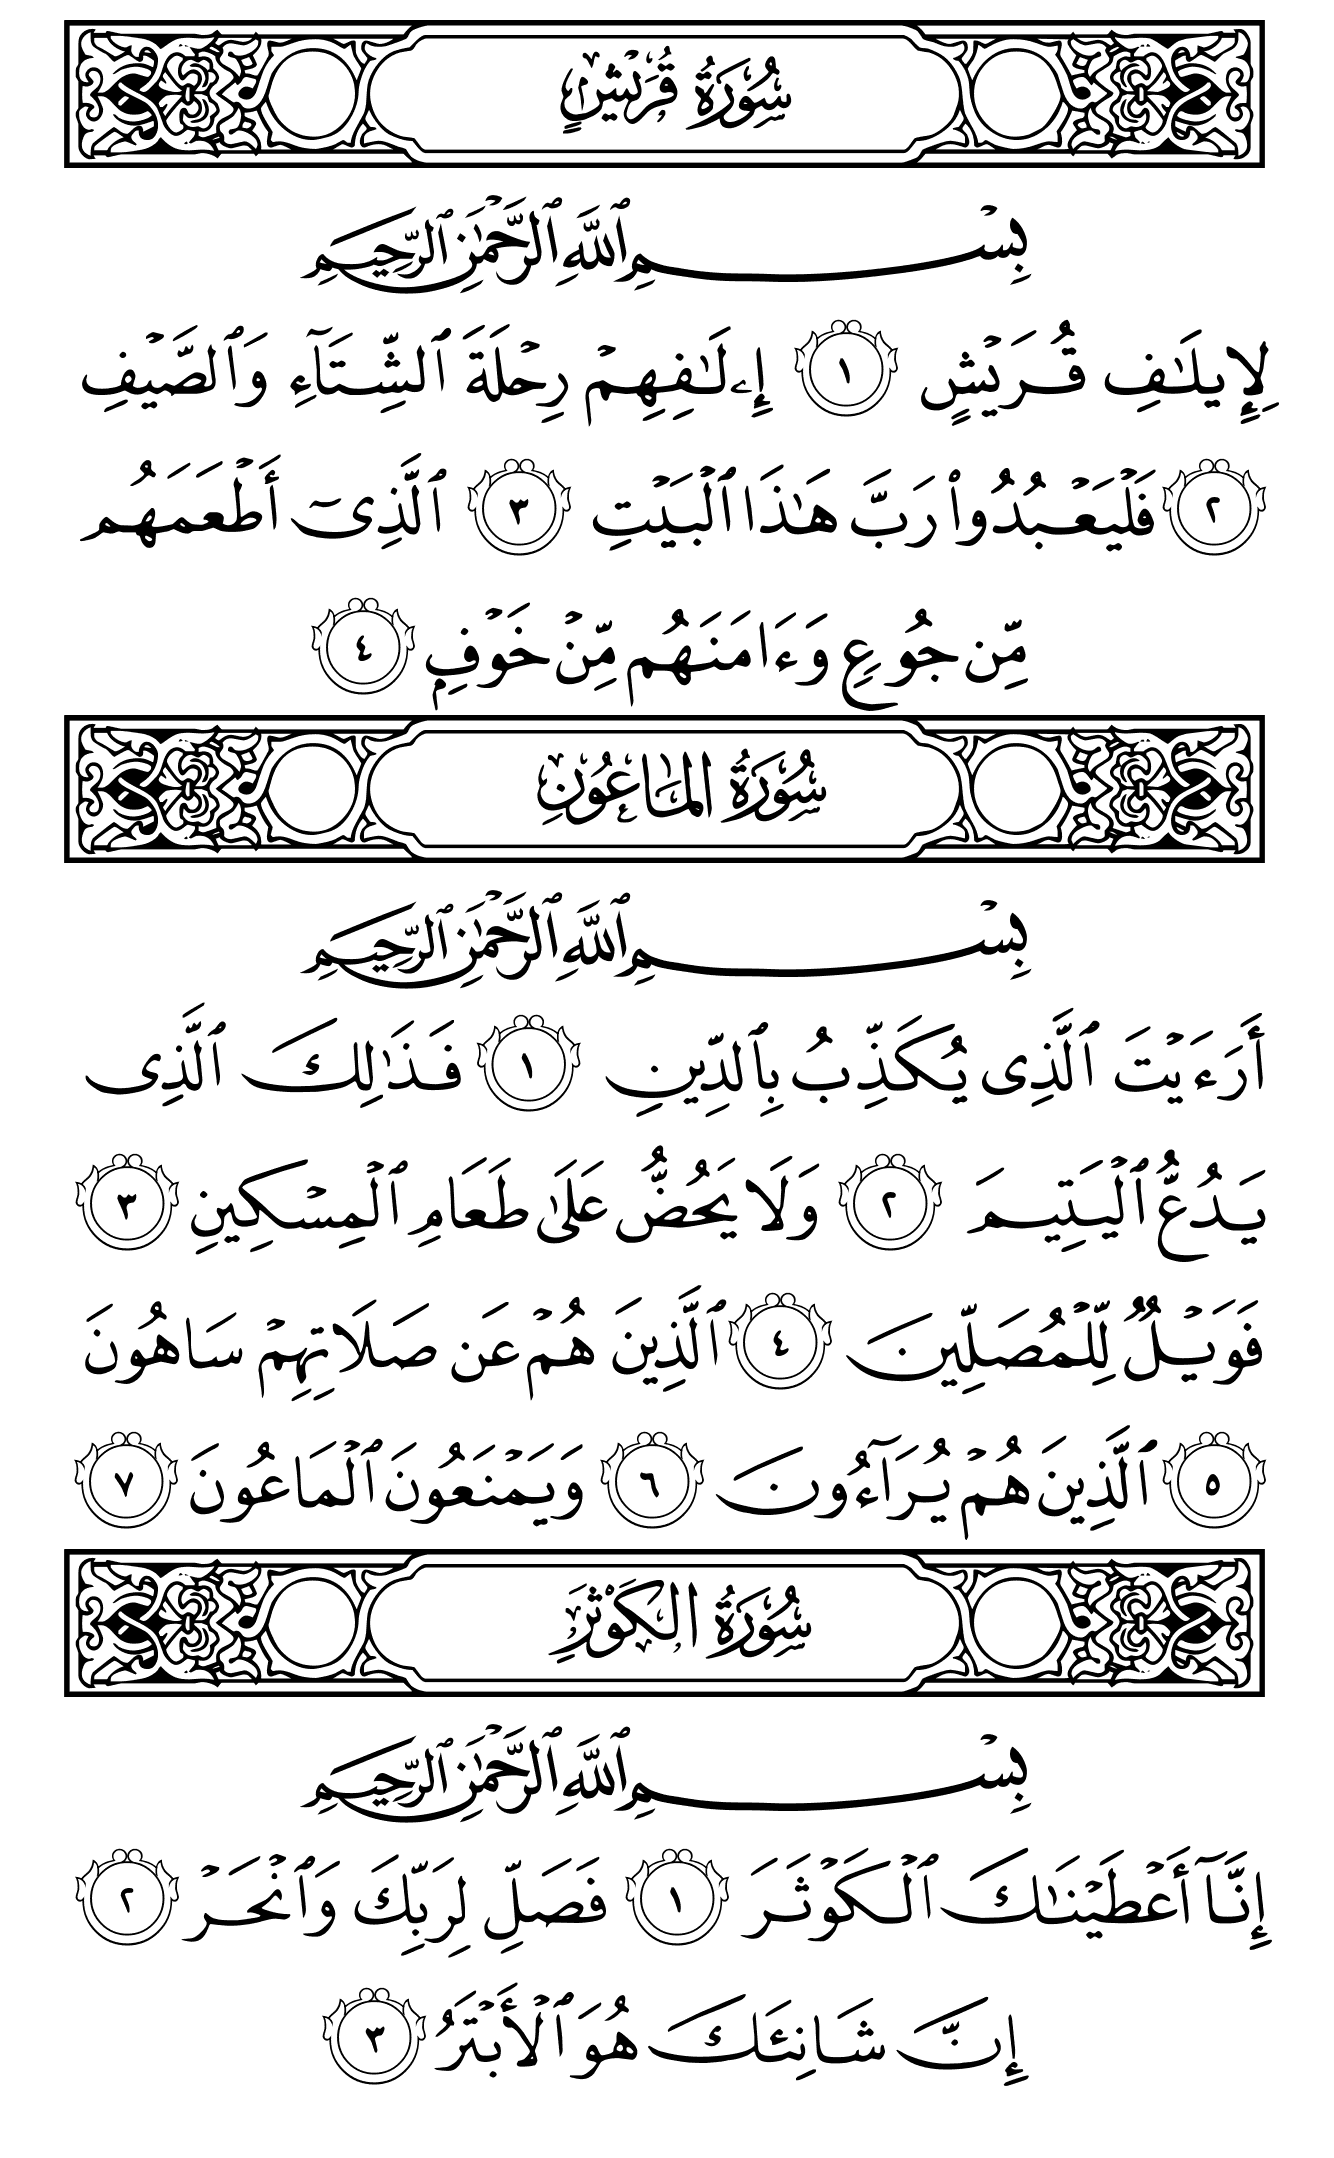 سُورَةُ قُرَيْشٍ
بِسْمِ ٱللَّهِ ٱلرَّحْمَٰنِ ٱلرَّحِيمِ
لِإِيلَٰفِ قُرَيْشٍ ١ إِۦلَٰفِهِمْ رِحْلَةَ ٱلشِّتَآءِ وَٱلصَّيْفِ
٢ فَلْيَعْبُدُوا۟ رَبَّ هَٰذَا ٱلْبَيْتِ ٣ ٱلَّذِىٓ أَطْعَمَهُم
مِّن جُوعٍ وَءَامَنَهُم مِّنْ خَوْفٍۭ ٤
سُورَةُ المَاعُونِ
بِسْمِ ٱللَّهِ ٱلرَّحْمَٰنِ ٱلرَّحِيمِ
أَرَءَيْتَ ٱلَّذِى يُكَذِّبُ بِٱلدِّينِ ١ فَذَٰلِكَ ٱلَّذِى
يَدُعُّ ٱلْيَتِيمَ ٢ وَلَا يَحُضُّ عَلَىٰ طَعَامِ ٱلْمِسْكِينِ ٣
فَوَيْلٌ لِّلْمُصَلِّينَ ٤ ٱلَّذِينَ هُمْ عَن صَلَاتِهِمْ سَاهُونَ
٥ ٱلَّذِينَ هُمْ يُرَآءُونَ ٦ وَيَمْنَعُونَ ٱلْمَاعُونَ ٧
سُورَةُ الكَوْثَرِ
بِسْمِ ٱللَّهِ ٱلرَّحْمَٰنِ ٱلرَّحِيمِ
إِنَّآ أَعْطَيْنَٰكَ ٱلْكَوْثَرَ ١ فَصَلِّ لِرَبِّكَ وَٱنْحَرْ ٢
إِنَّ شَانِئَكَ هُوَ ٱلْأَبْتَرُ ٣